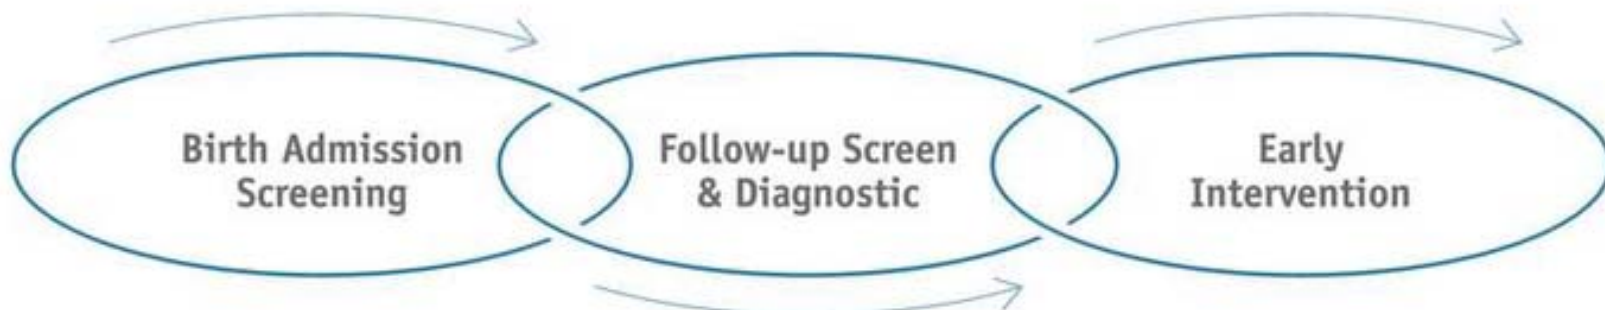 Birth Admission
Screening
Follow-up Screen
& Diagnostic
Early
Intervention